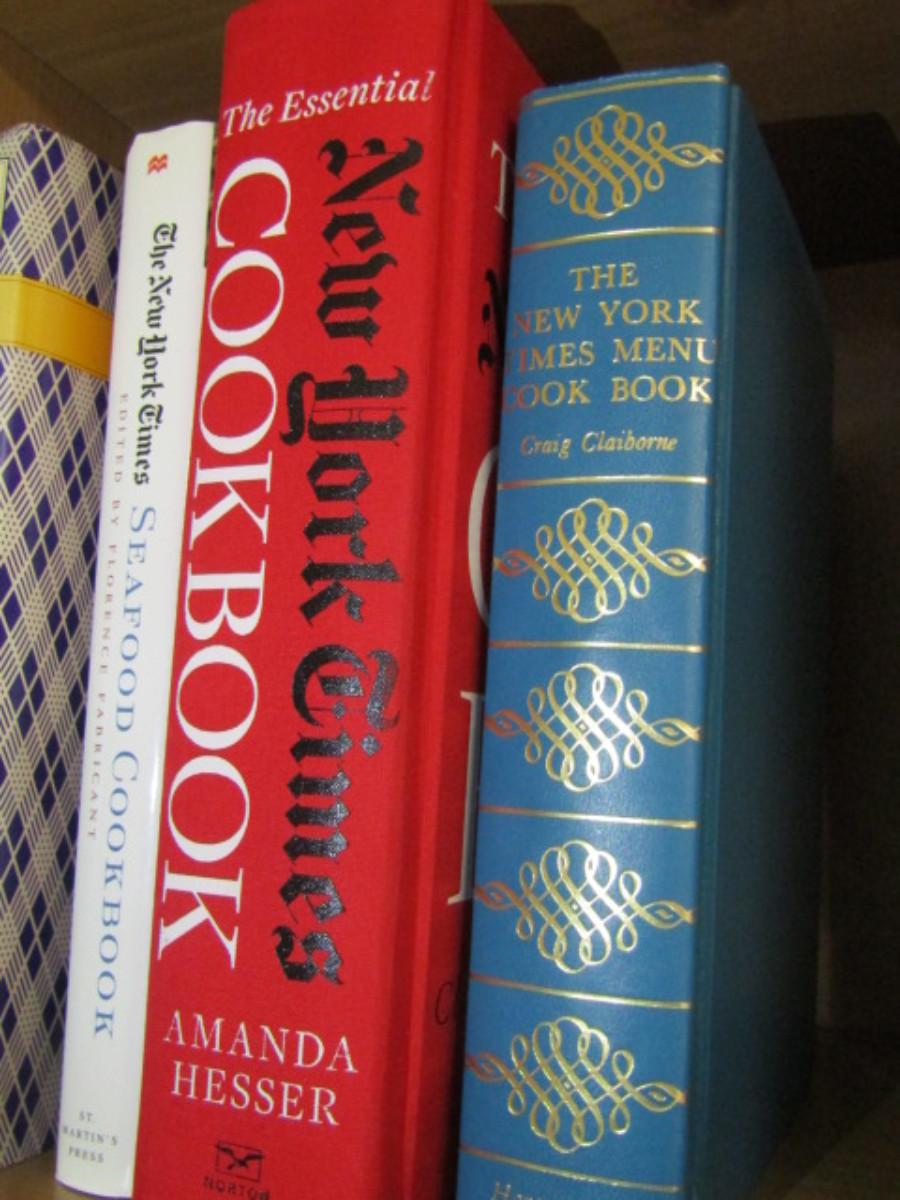 The New York Times SEAFOOD COOKBOOK
EDITED BY FLORENCE FABRICANT
ST.
MARTIN'S
PRESS
The Essential
New York Times
COOKBOOK
AMANDA
HESSER
NORTON
THE
NEW YORK
TIMES MENU
COOK BOOK
Craig Claiborne